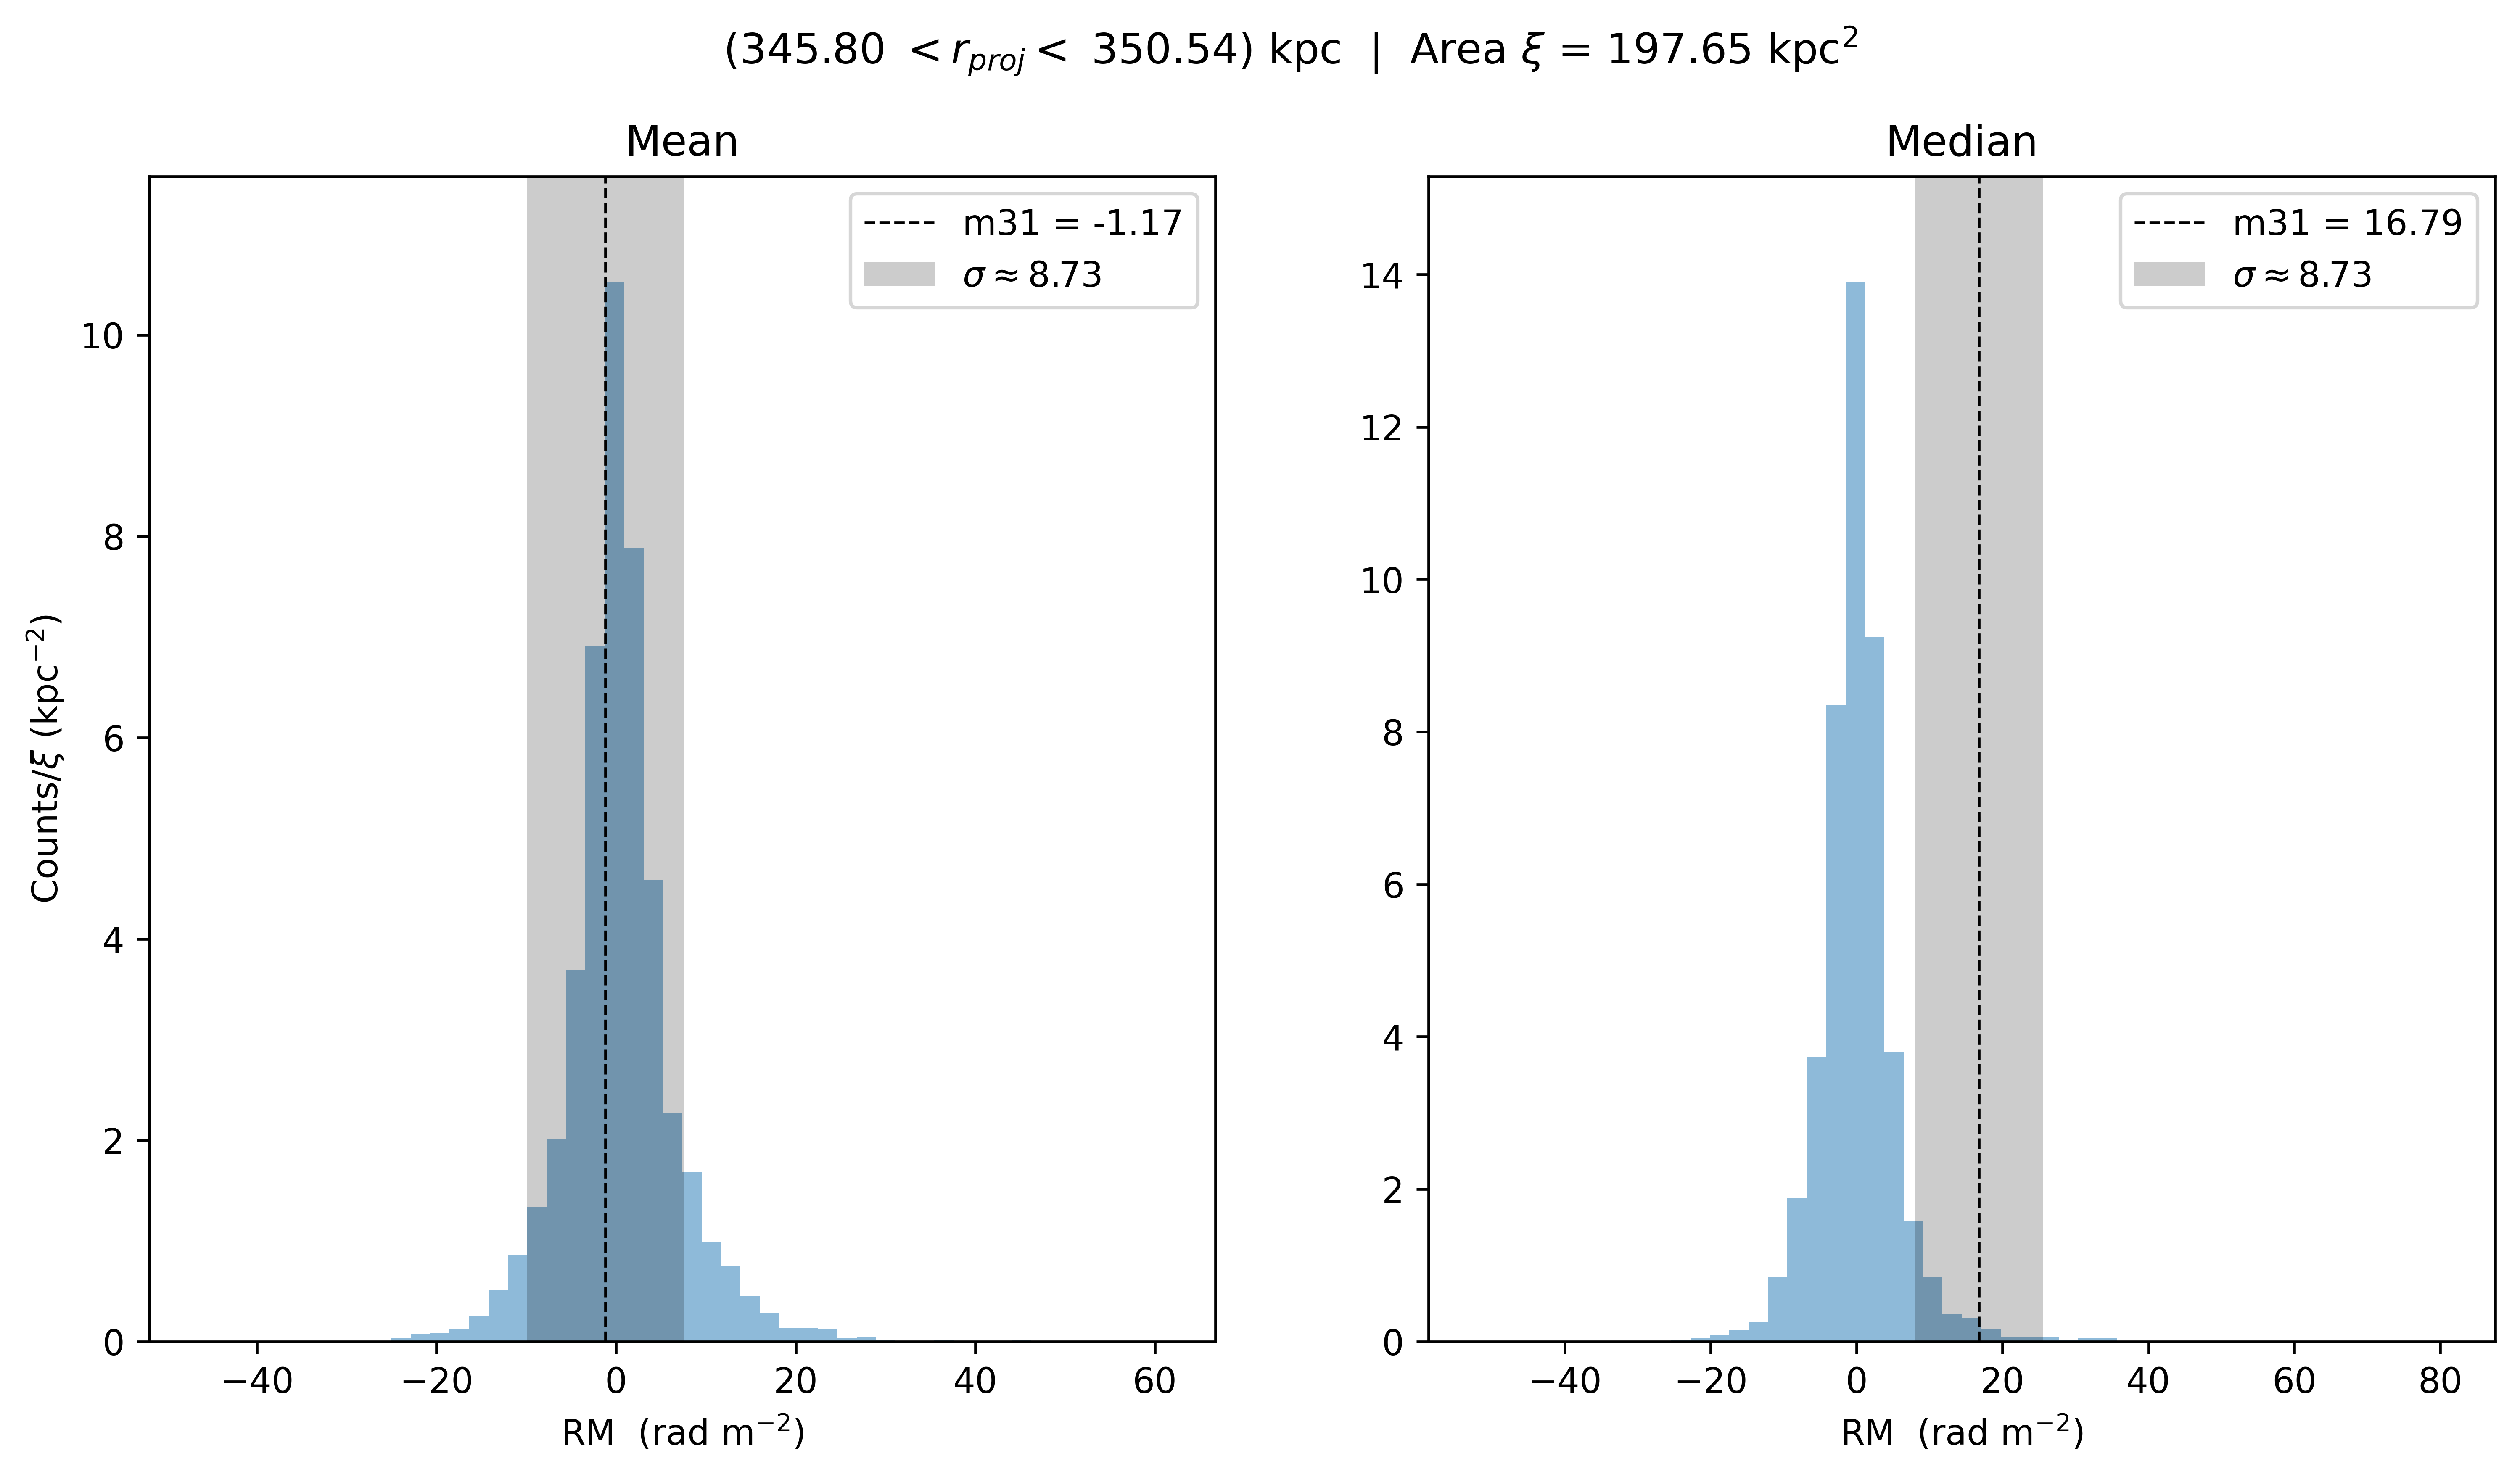 (345.80 < r_proj < 350.54) kpc | Area ξ = 197.65 kpc²
Mean
m31 = -1.17
σ ≈ 8.73
10
8
6
4
2
0
Counts/ξ (kpc⁻²)
−40 −20 0 20 40 60
RM (rad m⁻²)
Median
m31 = 16.79
σ ≈ 8.73
14
12
10
8
6
4
2
0
−40 −20 0 20 40 60 80
RM (rad m⁻²)